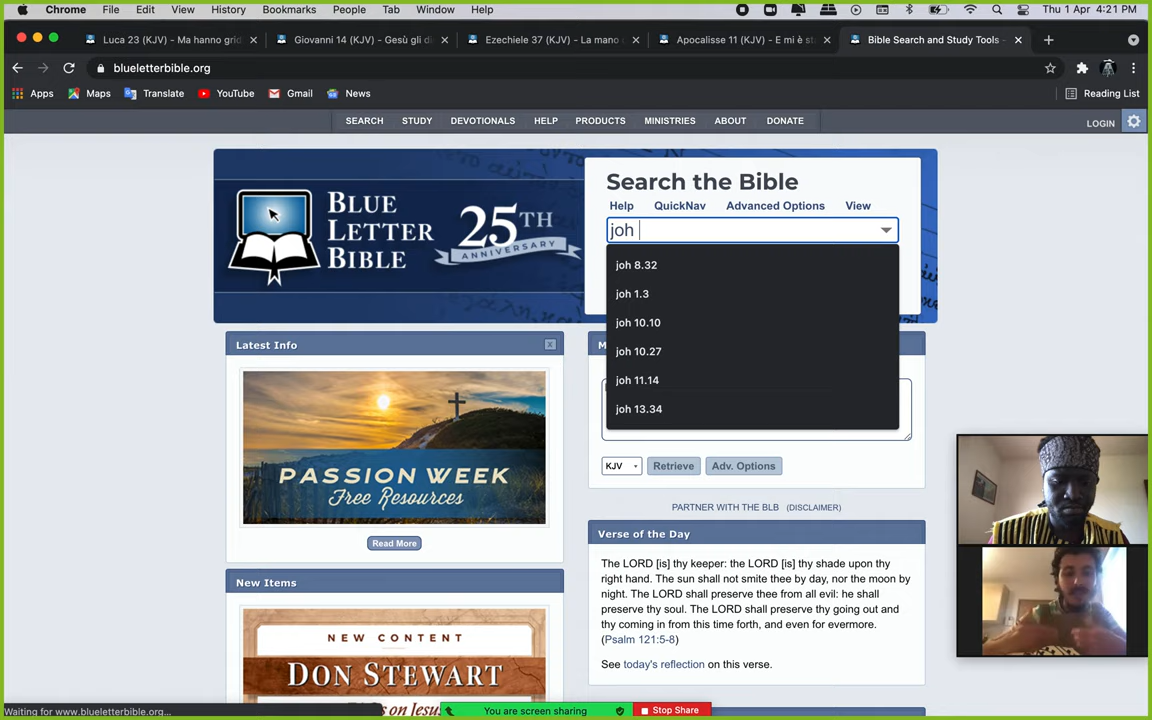 Chrome File Edit View History Bookmarks People Tab Window Help Thu 1 Apr 4:21 PM
Luca 23 (KJV) - Ma hanno grid
Giovanni 14 (KJV) - Gesù gli di
Ezechiele 37 (KJV) - La mano
Apocalisse 11 (KJV) - E mi è sta
Bible Search and Study Tools -
blueletterbible.org
Apps Maps Translate YouTube Gmail News Reading List
SEARCH STUDY DEVOTIONALS HELP PRODUCTS MINISTRIES ABOUT DONATE
LOGIN
BLUE
LETTER
BIBLE
25TH
ANNIVERSARY
Search the Bible
Help QuickNav Advanced Options View
joh
joh 8.32
joh 1.3
joh 10.10
joh 10.27
joh 11.14
joh 13.34
Latest Info
PASSION WEEK
Free Resources
Read More
New Items
NEW CONTENT
DON STEWART
KJV Retrieve Adv. Options
PARTNER WITH THE BLB (DISCLAIMER)
Verse of the Day
The LORD [is] thy keeper: the LORD [is] thy shade upon thy
right hand. The sun shall not smite thee by day, nor the moon by
night. The LORD shall preserve thee from all evil: he shall
preserve thy soul. The LORD shall preserve thy going out and
thy coming in from this time forth, and even for evermore.
(Psalm 121:5-8)
See today's reflection on this verse.
Waiting for www.blueletterbible.org...
You are screen sharing Stop Share